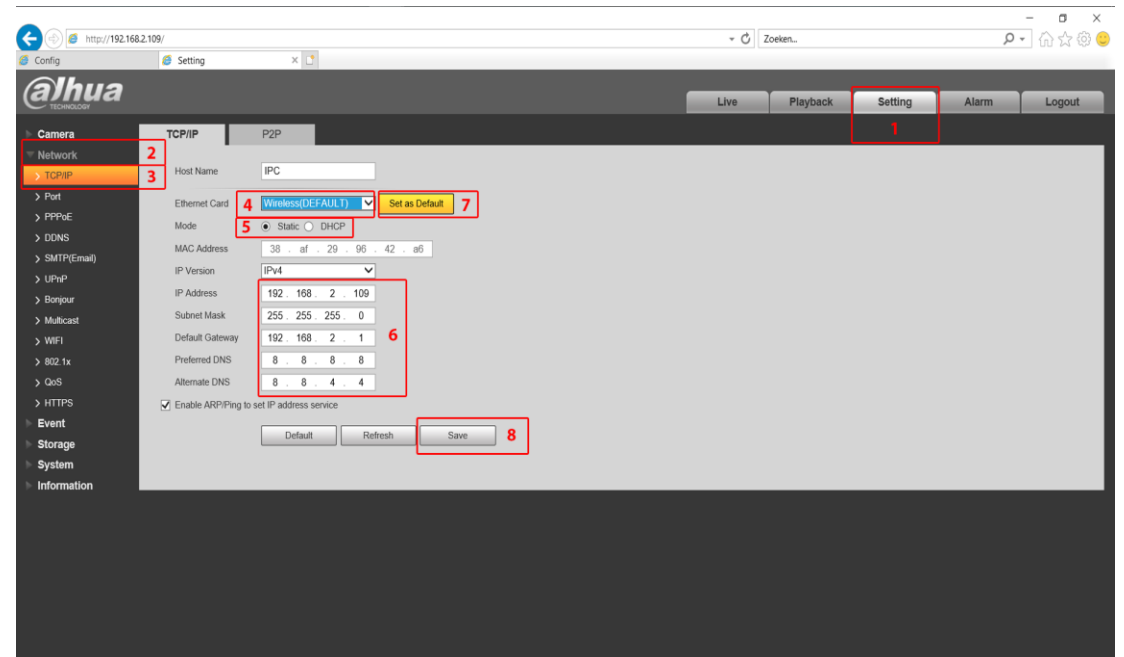 http://192.168.2.109/
Zoeken...
Config
Setting
alhua
TECHNOLOGY
Live Playback Setting Alarm Logout
1
Camera
TCP/IP P2P
Network 2
TCP/IP 3
Host Name IPC
Port
Ethernet Card 4 Wireless(DEFAULT) Set as Default 7
PPPoE
Mode 5 Static DHCP
DDNS
MAC Address 38 . af . 29 . 96 . 42 . a6
SMTP(Email)
IP Version IPv4
UPnP
IP Address 192 . 168 . 2 . 109
Bonjour
Subnet Mask 255 . 255 . 255 . 0
Multicast
Default Gateway 192 . 168 . 2 . 1 6
WIFI
Preferred DNS 8 . 8 . 8 . 8
802.1x
Alternate DNS 8 . 8 . 4 . 4
QoS
Enable ARP/Ping to set IP address service
HTTPS
Event
Default Refresh Save 8
Storage
System
Information